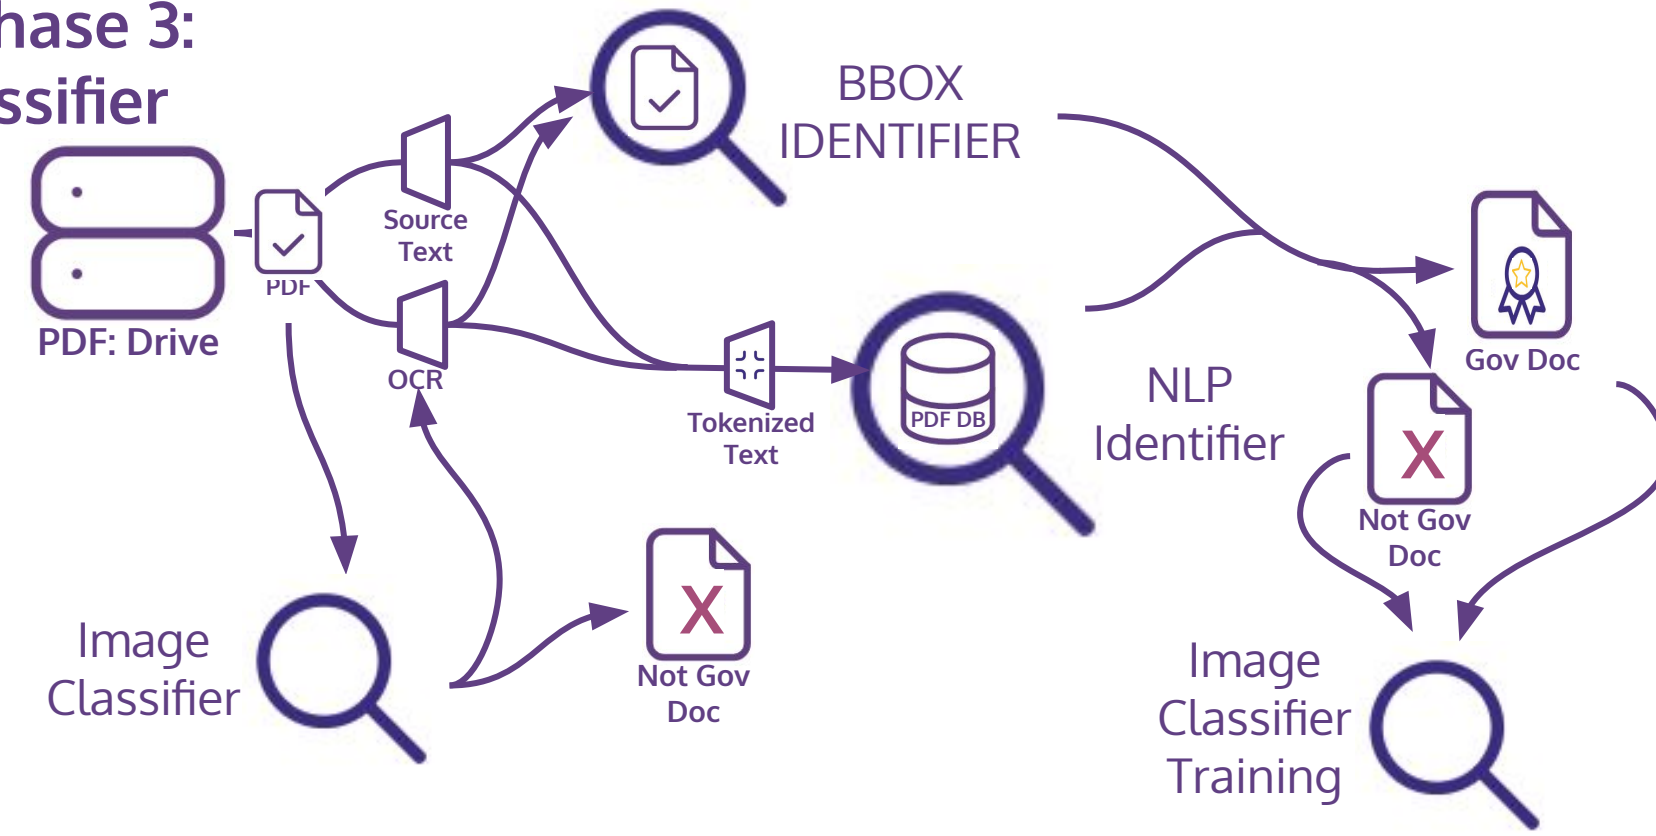 hase 3:
ssifier
BBOX
IDENTIFIER
Source
Text
PDF
PDF: Drive
OCR
Gov Doc
NLP
Identifier
PDF DB
Tokenized
Text
X
Not Gov
Doc
X
Not Gov
Doc
Image
Classifier
Image
Classifier
Training